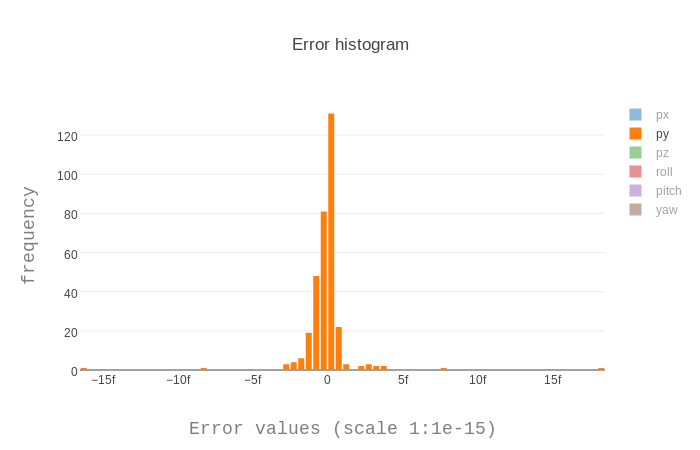 Error histogram
px
py
pz
roll
pitch
yaw
frequency
120
100
80
60
40
20
0
−15f −10f −5f 0 5f 10f 15f
Error values (scale 1:1e-15)